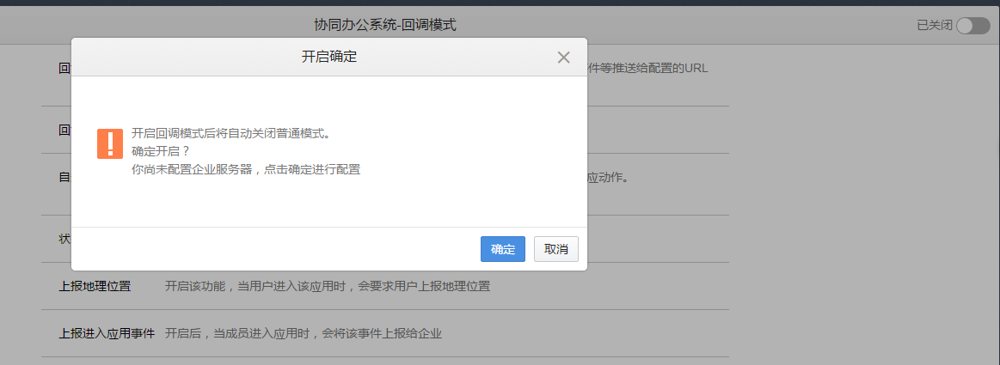 协同办公系统-回调模式
已关闭
开启确定
回
件等推送给配置的URL
开启回调模式后将自动关闭普通模式。
回
确定开启？
你尚未配置企业服务器，点击确定进行配置
自
应动作。
状
确定
取消
上报地理位置 开启该功能，当用户进入该应用时，会要求用户上报地理位置
上报进入应用事件 开启后，当成员进入应用时，会将该事件上报给企业